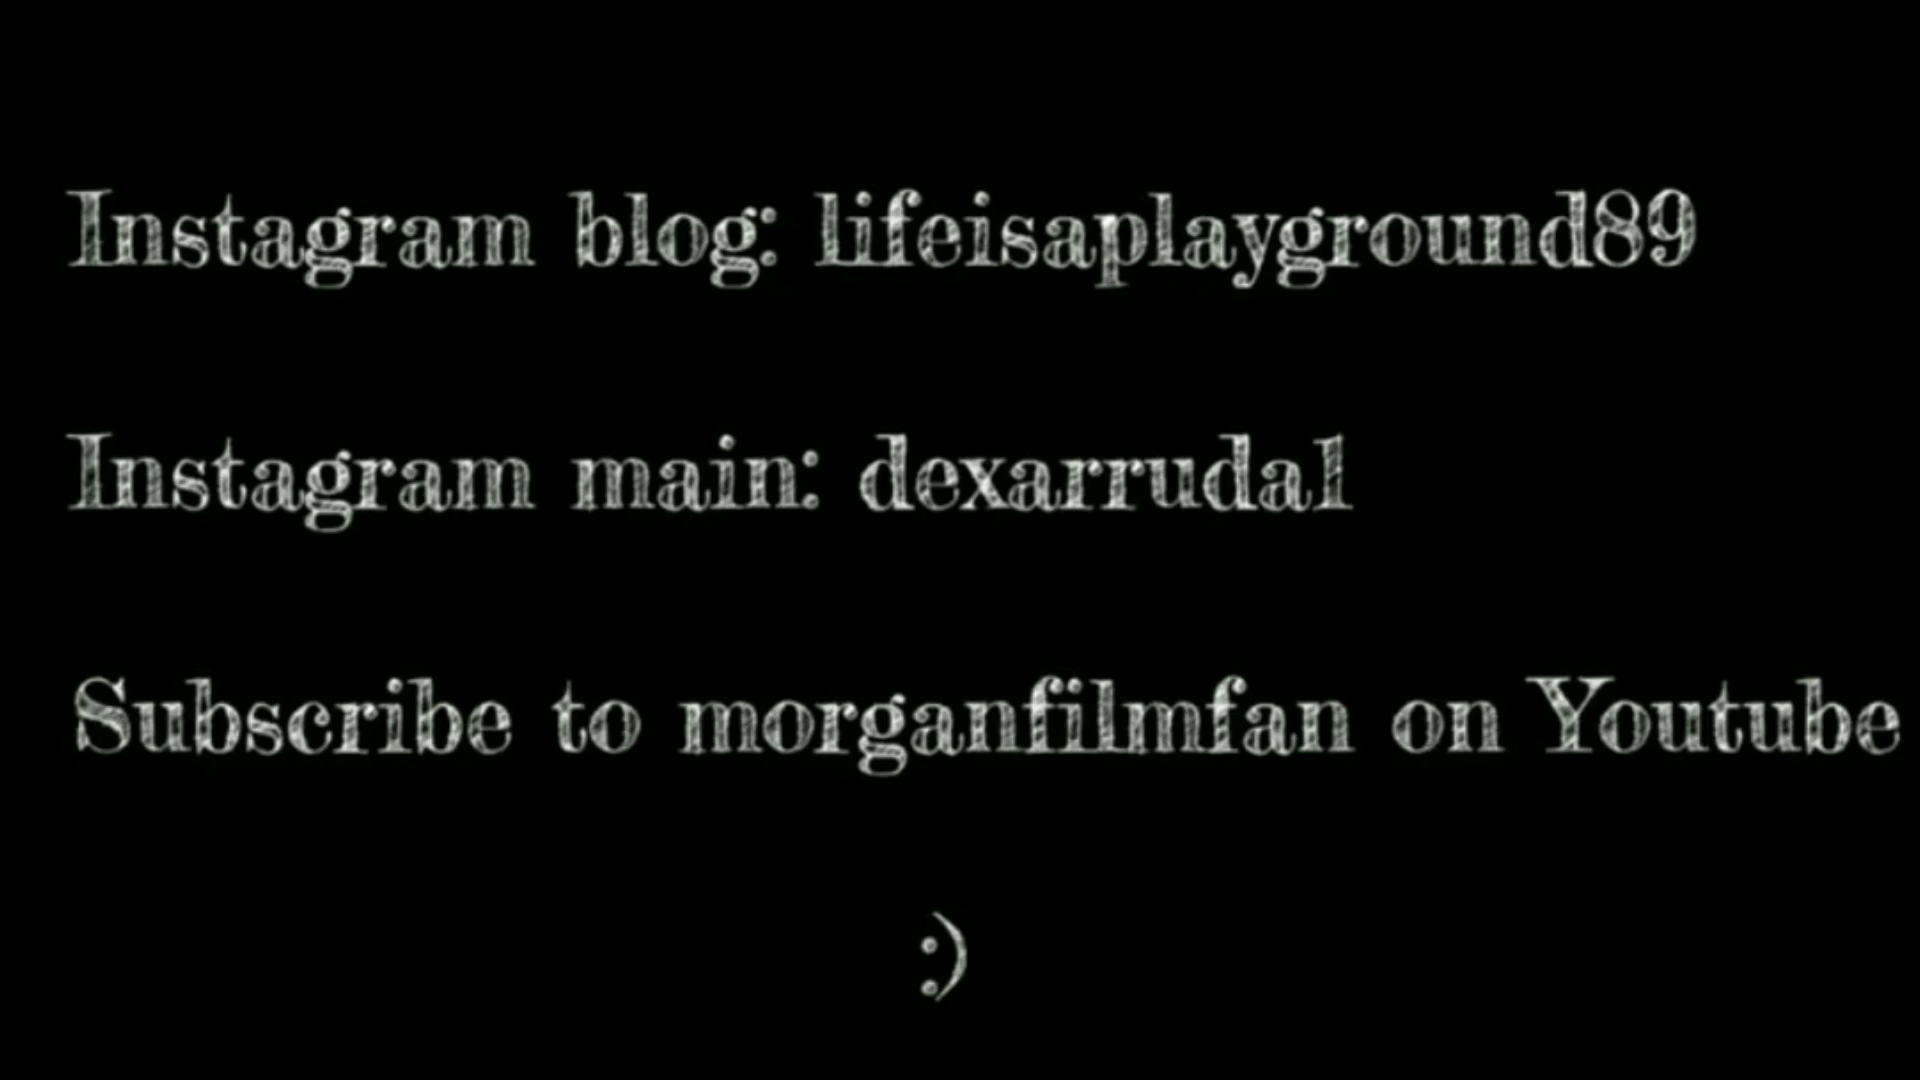 Instagram blog: lifeisaplayground89
Instagram main: dexarruda1
Subscribe to morganfilmfan on Youtube
:)